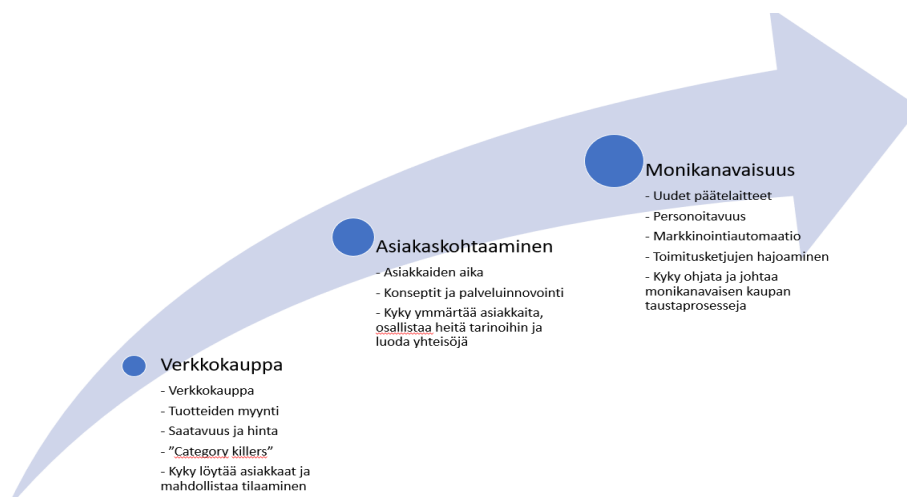 Monikanavaisuus
- Uudet päätelaitteet
- Personoitavuus
- Markkinointiautomaatio
- Toimitusketjujen hajoaminen
- Kyky ohjata ja johtaa
monikanavaisen kaupan
taustaprosesseja
Asiakaskohtaaminen
- Asiakkaiden aika
- Konseptit ja palveluinnovointi
- Kyky ymmärtää asiakkaita,
osallistaa heitä tarinoihin ja
luoda yhteisöjä
Verkkokauppa
- Verkkokauppa
- Tuotteiden myynti
- Saatavuus ja hinta
- ”Category killers”
- Kyky löytää asiakkaat ja
mahdollistaa tilaaminen